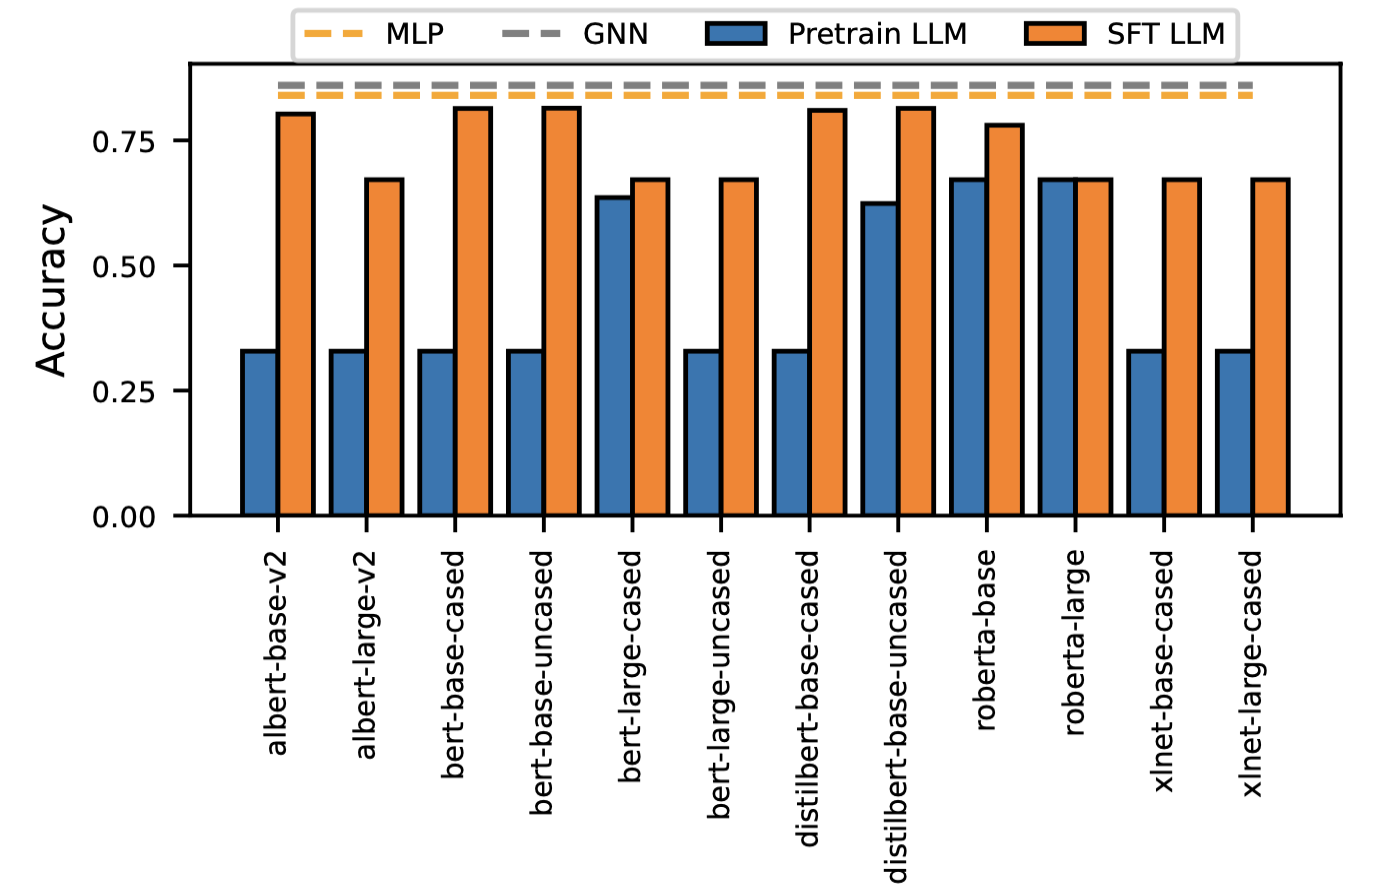 MLP GNN Pretrain LLM SFT LLM
Accuracy
0.75
0.50
0.25
0.00
albert-base-v2
albert-large-v2
bert-base-cased
bert-base-uncased
bert-large-cased
bert-large-uncased
distilbert-base-cased
distilbert-base-uncased
roberta-base
roberta-large
xlnet-base-cased
xlnet-large-cased